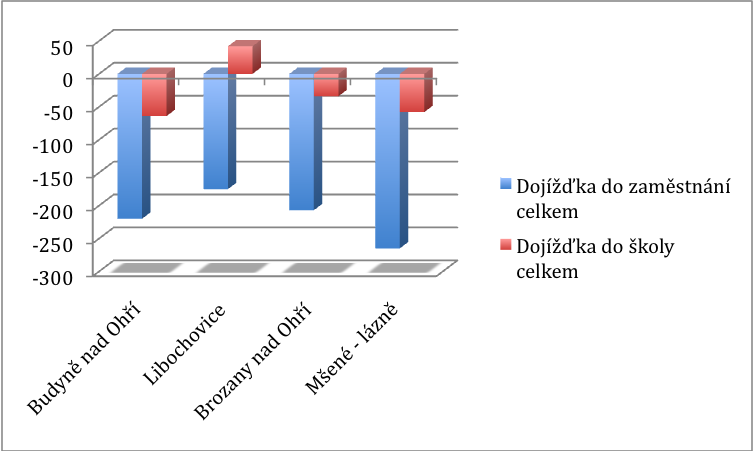 50
0
-50
-100
-150
-200
-250
-300
Budyně nad Ohří
Libochovice
Brozany nad Ohří
Mšené - lázně
Dojížďka do zaměstnání
celkem
Dojížďka do školy
celkem